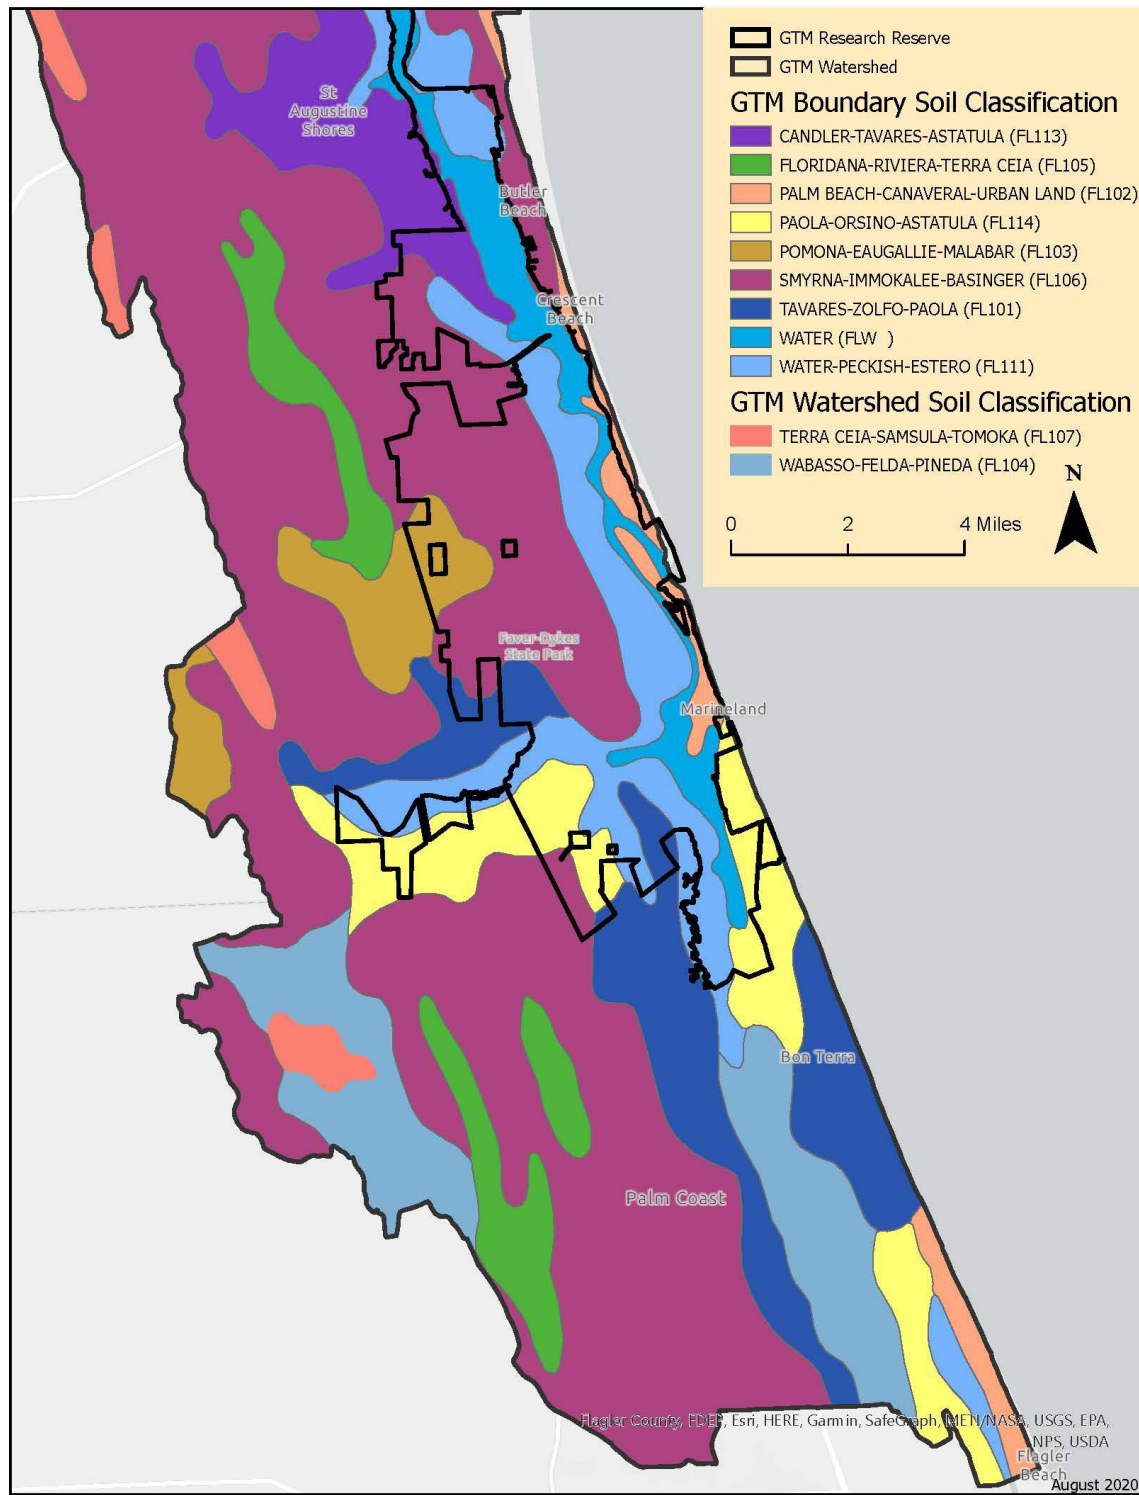 GTM Research Reserve
GTM Watershed
GTM Boundary Soil Classification
CANDLER-TAVARES-ASTATULA (FL113)
FLORIDANA-RIVIERA-TERRA CEIA (FL105)
PALM BEACH-CANAVERAL-URBAN LAND (FL102)
PAOLA-ORSINO-ASTATULA (FL114)
POMONA-EAUGALLIE-MALABAR (FL103)
SMYRNA-IMMOKALEE-BASINGER (FL106)
TAVARES-ZOLFO-PAOLA (FL101)
WATER (FLW   )
WATER-PECKISH-ESTERO (FL111)
GTM Watershed Soil Classification
TERRA CEIA-SAMSULA-TOMOKA (FL107)
WABASSO-FELDA-PINEDA (FL104)
N
0 2 4 Miles
St
Augustine
Shores
Butler
Beach
Crescent
Beach
Faver-Dykes
State Park
Marineland
Bon Terra
Palm Coast
Flagler County, FDEP, Esri, HERE, Garmin, SafeGraph, METI/NASA, USGS, EPA,
NPS, USDA
Flagler
Beach
August 2020